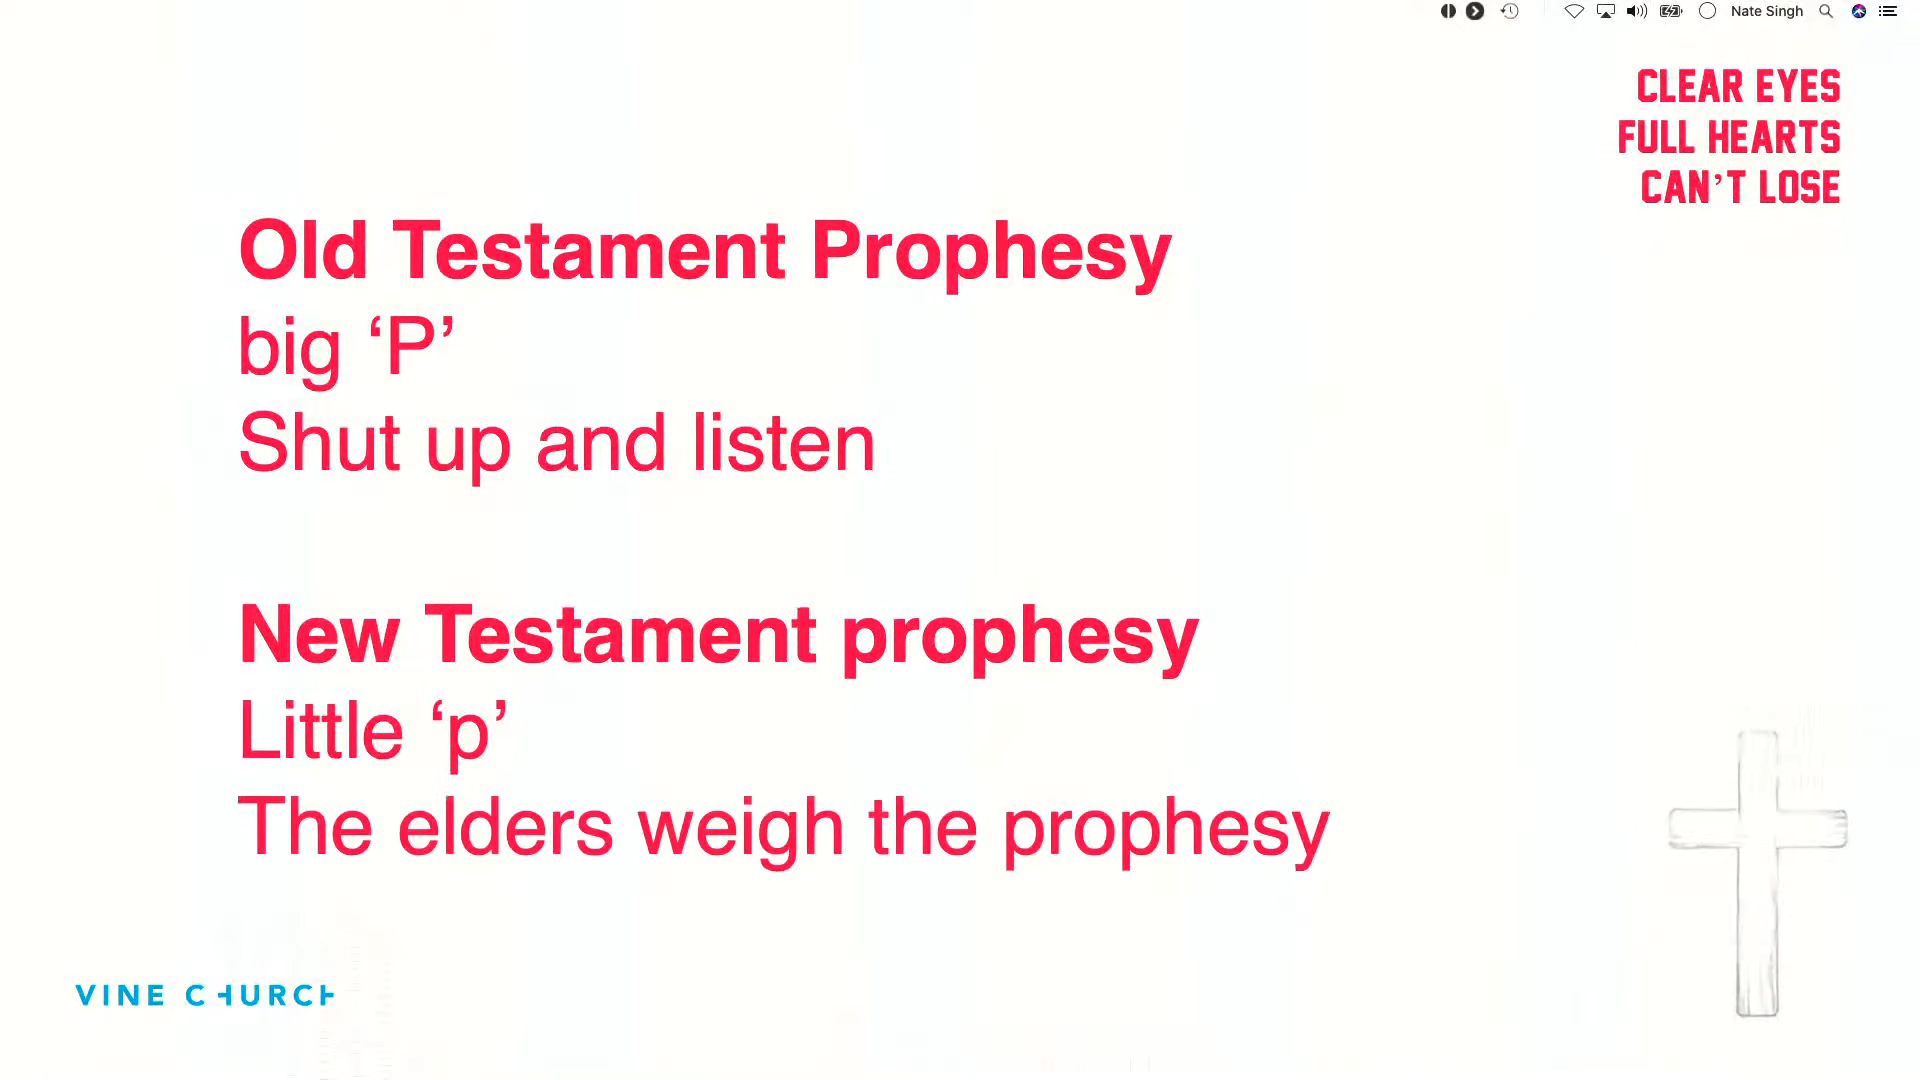 Nate Singh
CLEAR EYES
FULL HEARTS
CAN'T LOSE
Old Testament Prophesy
big ‘P’
Shut up and listen
New Testament prophesy
Little ‘p’
The elders weigh the prophesy
VINE CHURCH